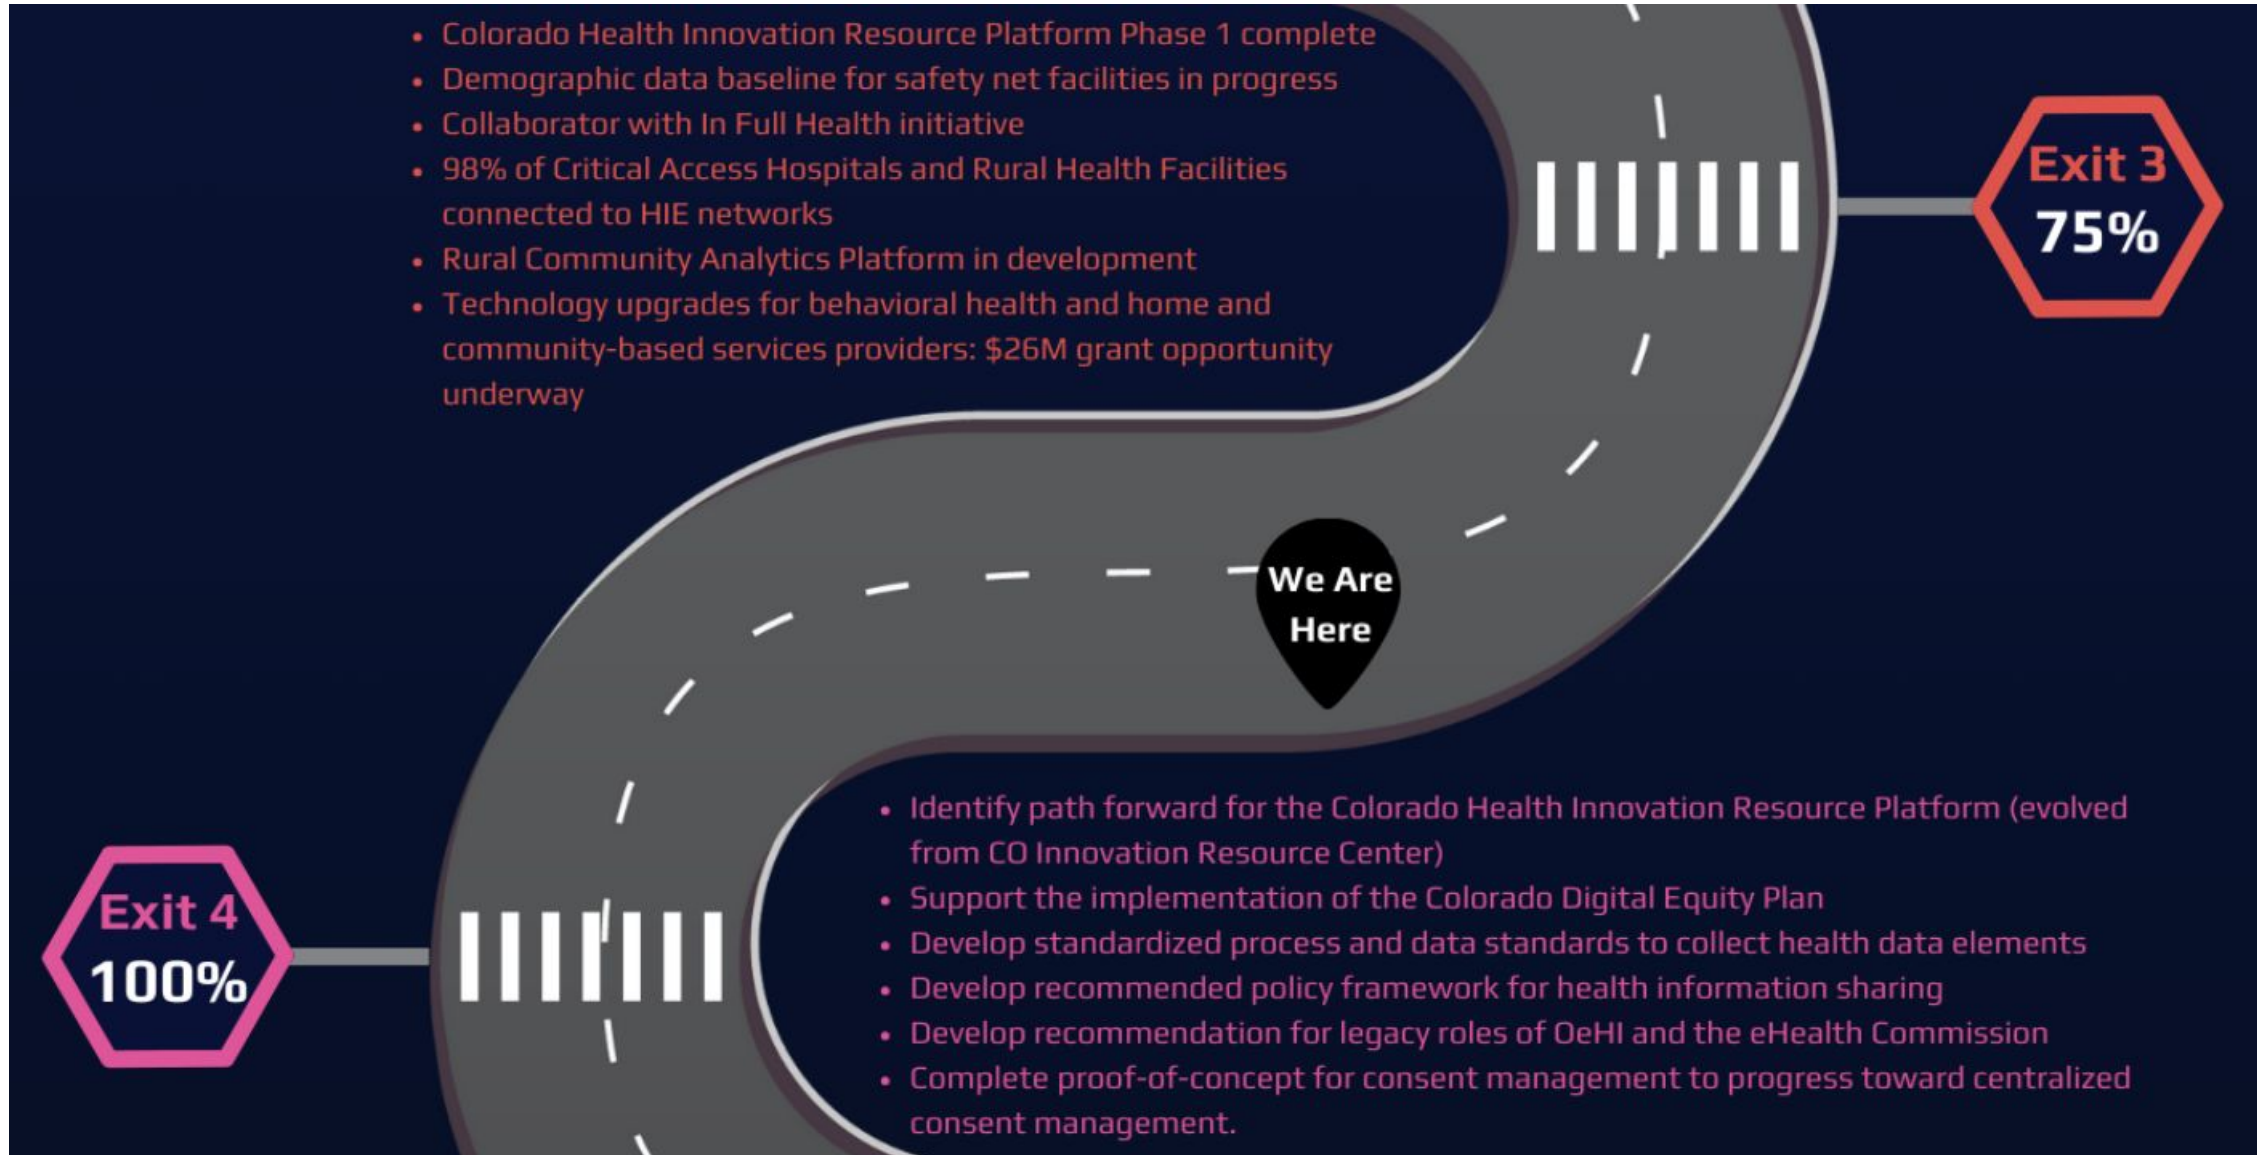 • Colorado Health Innovation Resource Platform Phase 1 complete
• Demographic data baseline for safety net facilities in progress
• Collaborator with In Full Health initiative
• 98% of Critical Access Hospitals and Rural Health Facilities
connected to HIE networks
• Rural Community Analytics Platform in development
• Technology upgrades for behavioral health and home and
community-based services providers: $26M grant opportunity
underway
Exit 3
75%
We Are
Here
• Identify path forward for the Colorado Health Innovation Resource Platform (evolved
from CO Innovation Resource Center)
• Support the implementation of the Colorado Digital Equity Plan
• Develop standardized process and data standards to collect health data elements
• Develop recommended policy framework for health information sharing
• Develop recommendation for legacy roles of OeHI and the eHealth Commission
• Complete proof-of-concept for consent management to progress toward centralized
consent management.
Exit 4
100%